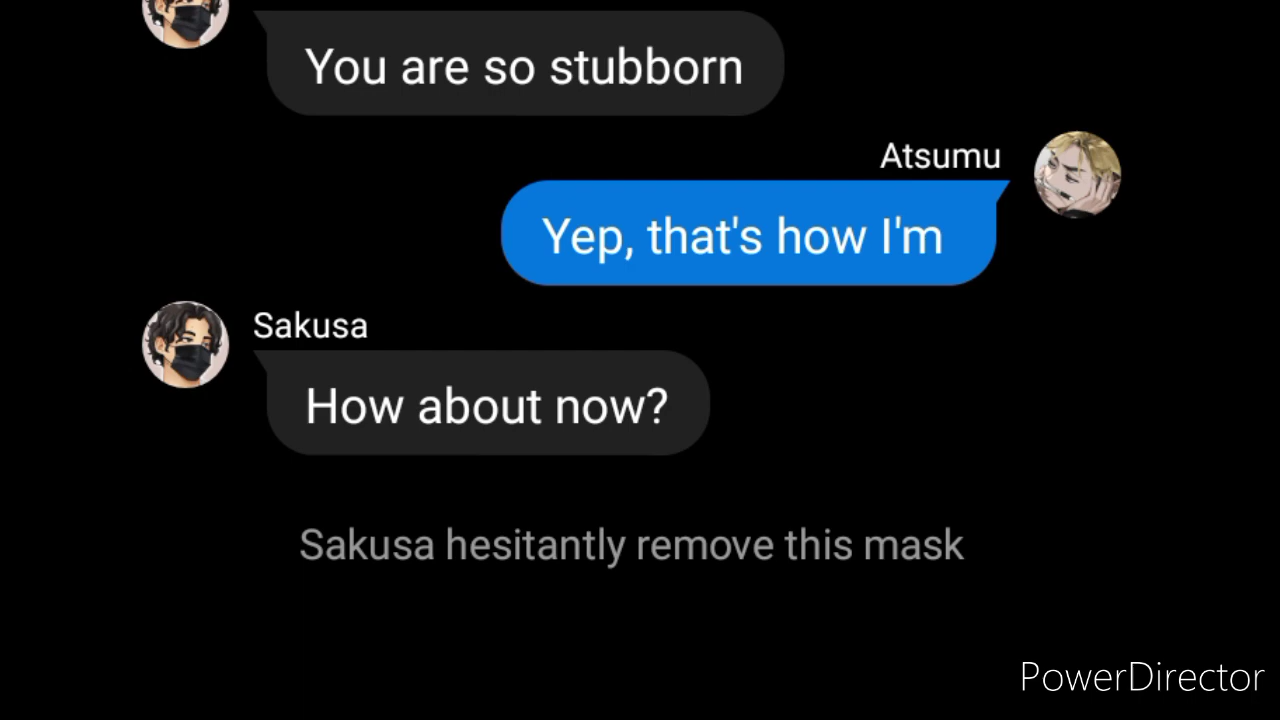 You are so stubborn
Atsumu
Yep, that's how I'm
Sakusa
How about now?
Sakusa hesitantly remove this mask
PowerDirector